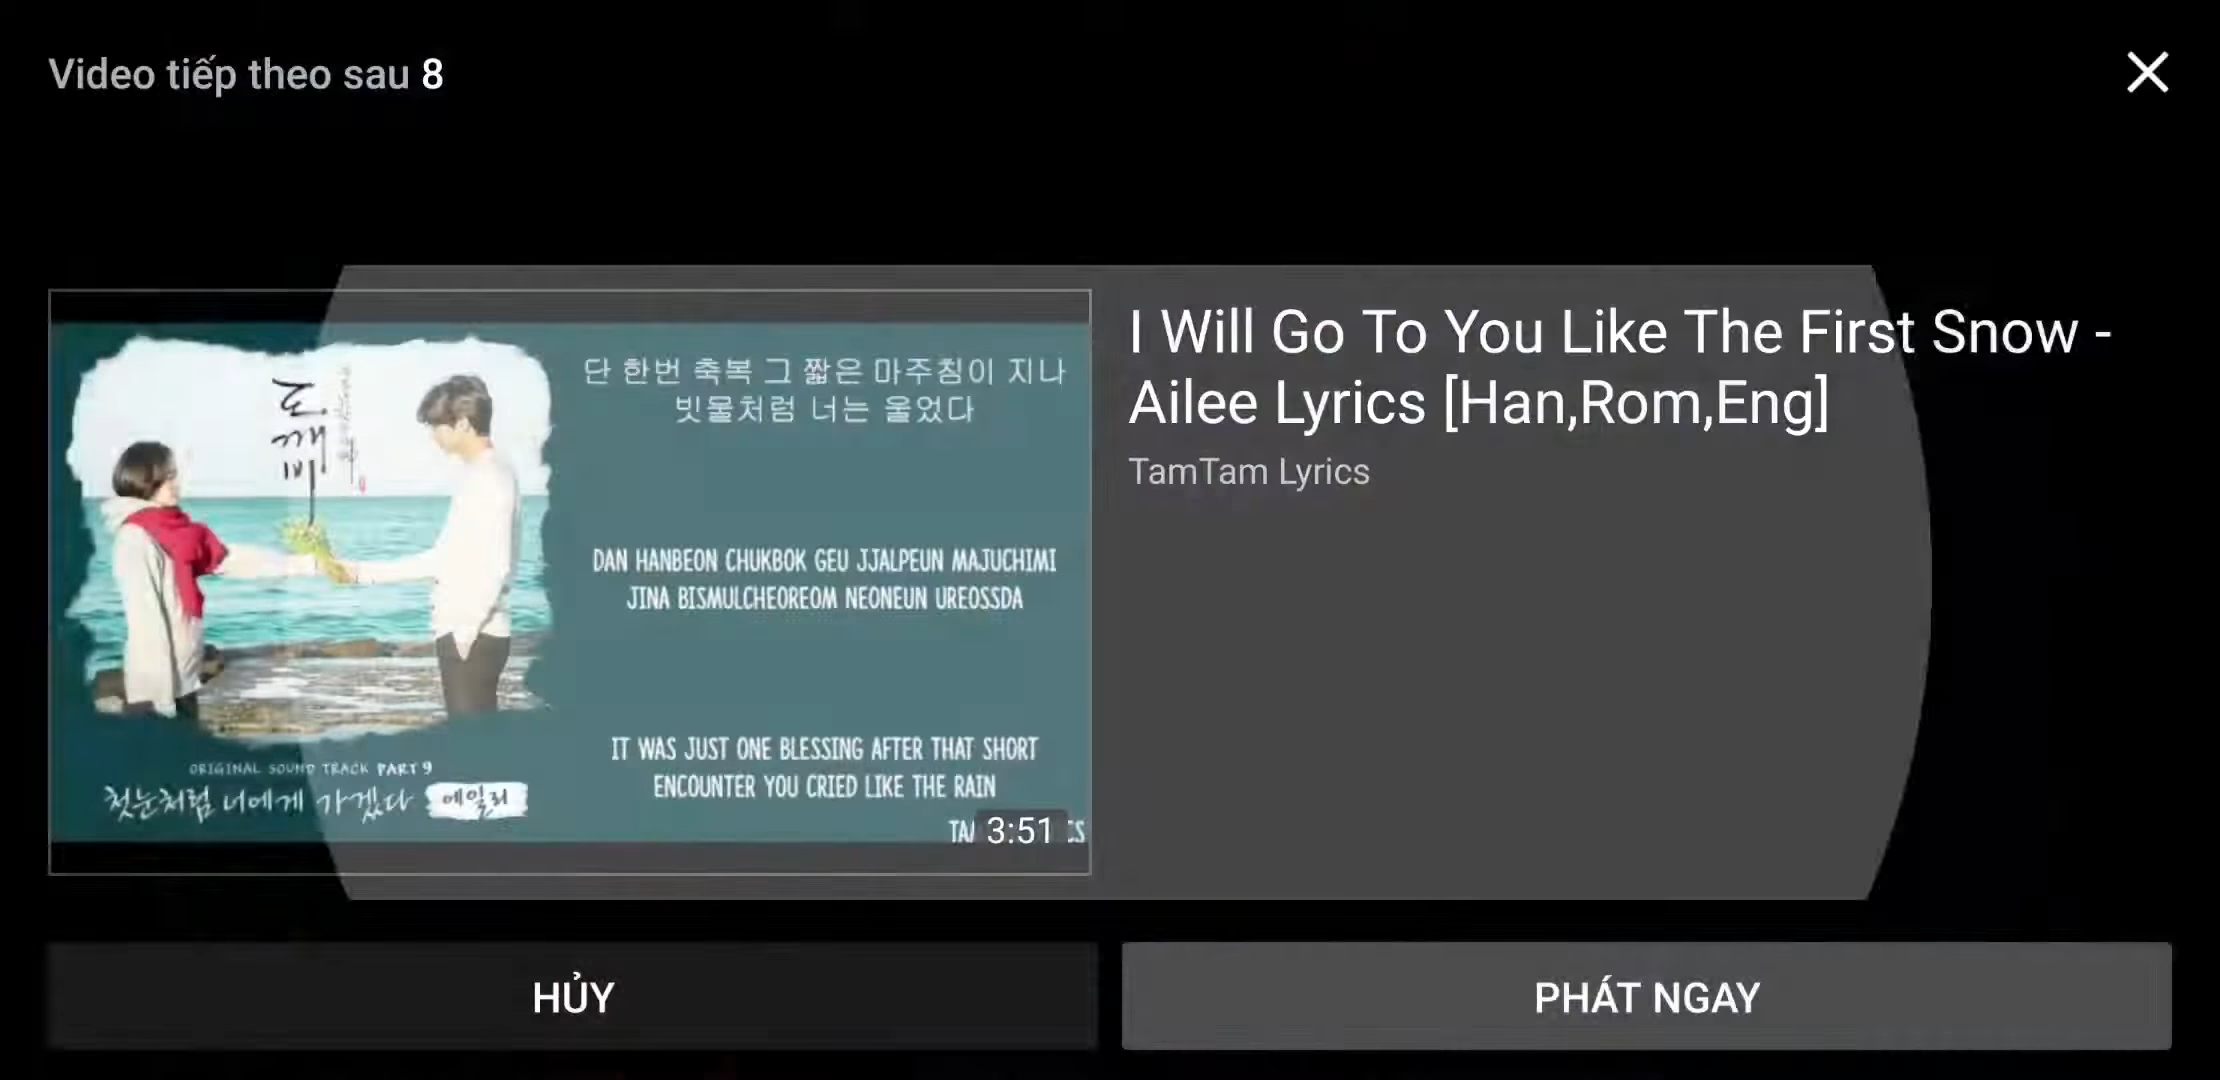 Video tiếp theo sau 8
도깨비
단 한번 축복 그 짧은 마주침이 지나
빗물처럼 너는 울었다
DAN HANBEON CHUKBOK GEU JJALPEUN MAJUCHIMI
JINA BISMULCHEOREOM NEONEUN UREOSSDA
IT WAS JUST ONE BLESSING AFTER THAT SHORT
ENCOUNTER YOU CRIED LIKE THE RAIN
ORIGINAL SOUND TRACK PART 9
첫눈처럼 너에게 가겠다 에일리
3:51
I Will Go To You Like The First Snow -
Ailee Lyrics [Han,Rom,Eng]
TamTam Lyrics
HỦY
PHÁT NGAY